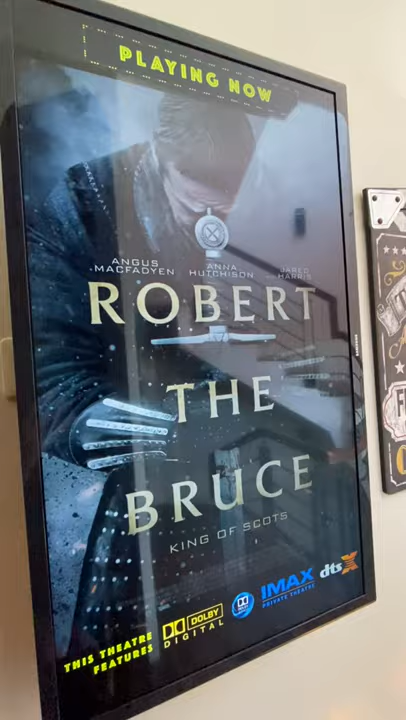 PLAYING NOW
ANGUS MACFADYEN
ANNA HUTCHISON
JARED HARRIS
ROBERT
THE
BRUCE
KING OF SCOTS
THIS THEATRE FEATURES
DOLBY DIGITAL
IMAX
PRIVATE THEATRE
dts X